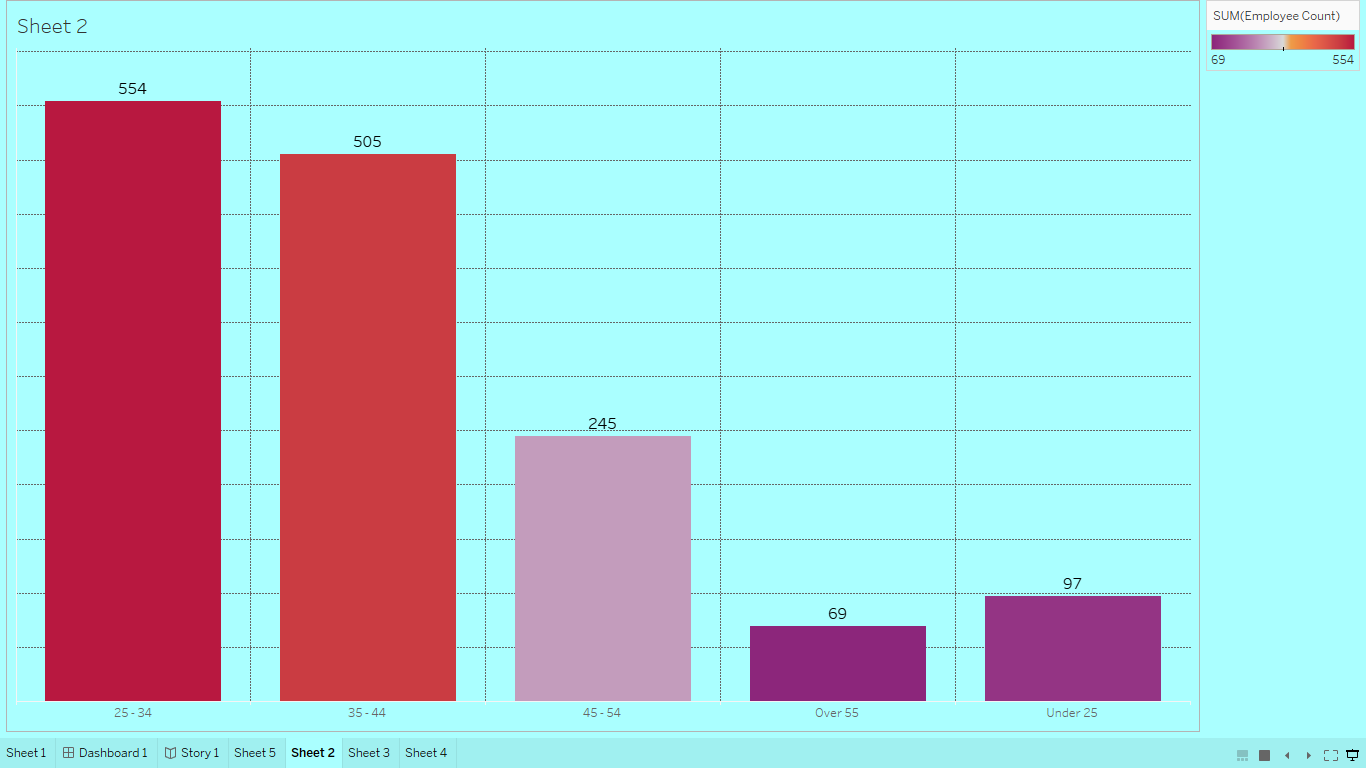 Sheet 2
SUM(Employee Count)
69 554
554
505
245
69
97
25 - 34 35 - 44 45 - 54 Over 55 Under 25
Sheet 1 Dashboard 1 Story 1 Sheet 5 Sheet 2 Sheet 3 Sheet 4